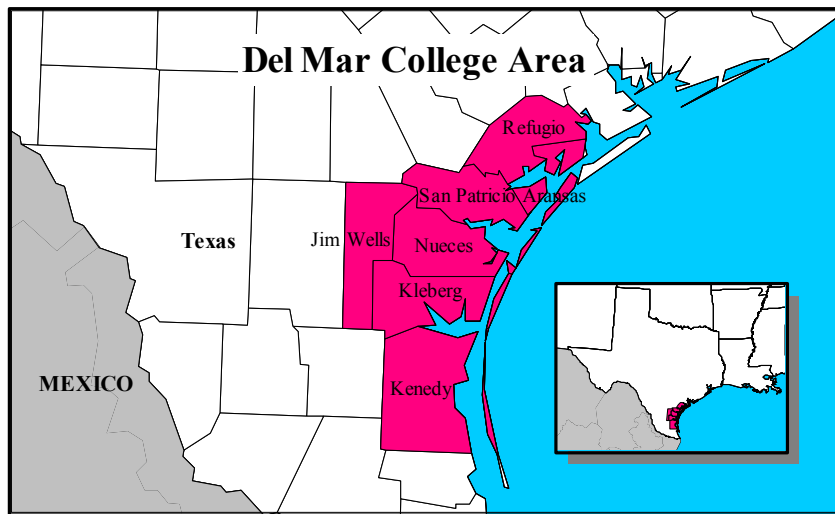 Del Mar College Area
Refugio
San Patricio
Aransas
Texas
Jim Wells
Nueces
Kleberg
MEXICO
Kenedy